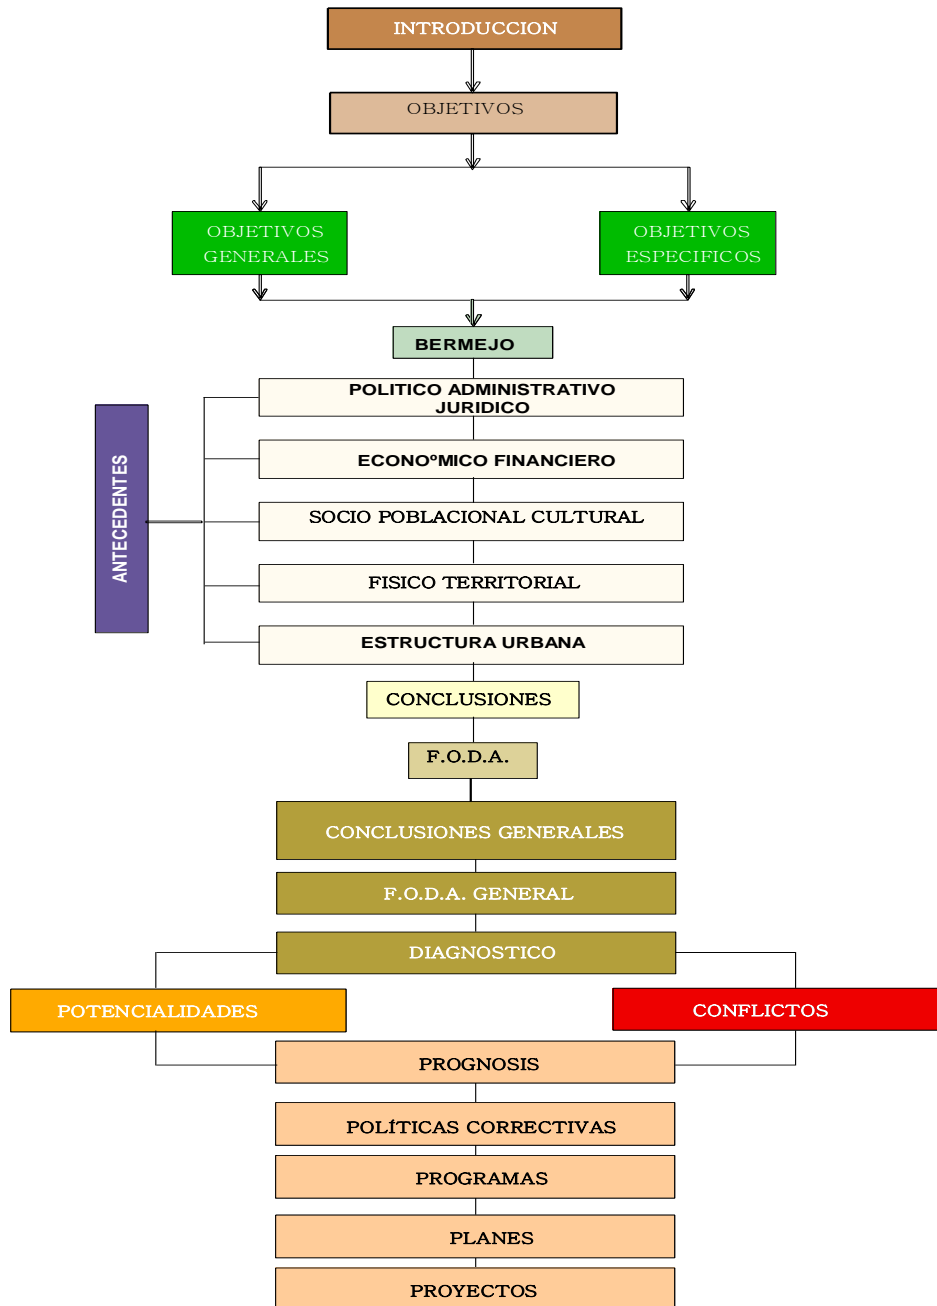 INTRODUCCION
OBJETIVOS
OBJETIVOS
GENERALES
OBJETIVOS
ESPECIFICOS
BERMEJO
ANTECEDENTES
POLITICO ADMINISTRATIVO
JURIDICO
ECONOºMICO FINANCIERO
SOCIO POBLACIONAL CULTURAL
FISICO TERRITORIAL
ESTRUCTURA URBANA
CONCLUSIONES
F.O.D.A.
CONCLUSIONES GENERALES
F.O.D.A. GENERAL
DIAGNOSTICO
POTENCIALIDADES
CONFLICTOS
PROGNOSIS
POLÍTICAS CORRECTIVAS
PROGRAMAS
PLANES
PROYECTOS